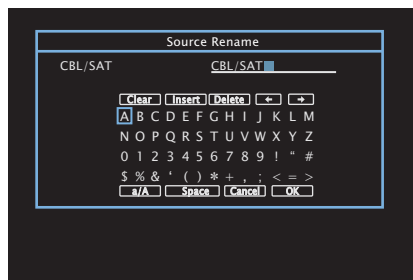 Source Rename
CBL/SAT CBL/SAT
Clear Insert Delete ← →
A B C D E F G H I J K L M
N O P Q R S T U V W X Y Z
0 1 2 3 4 5 6 7 8 9 ! “ #
$ % & ‘ ( ) * + , ; < = >
a/A Space Cancel OK